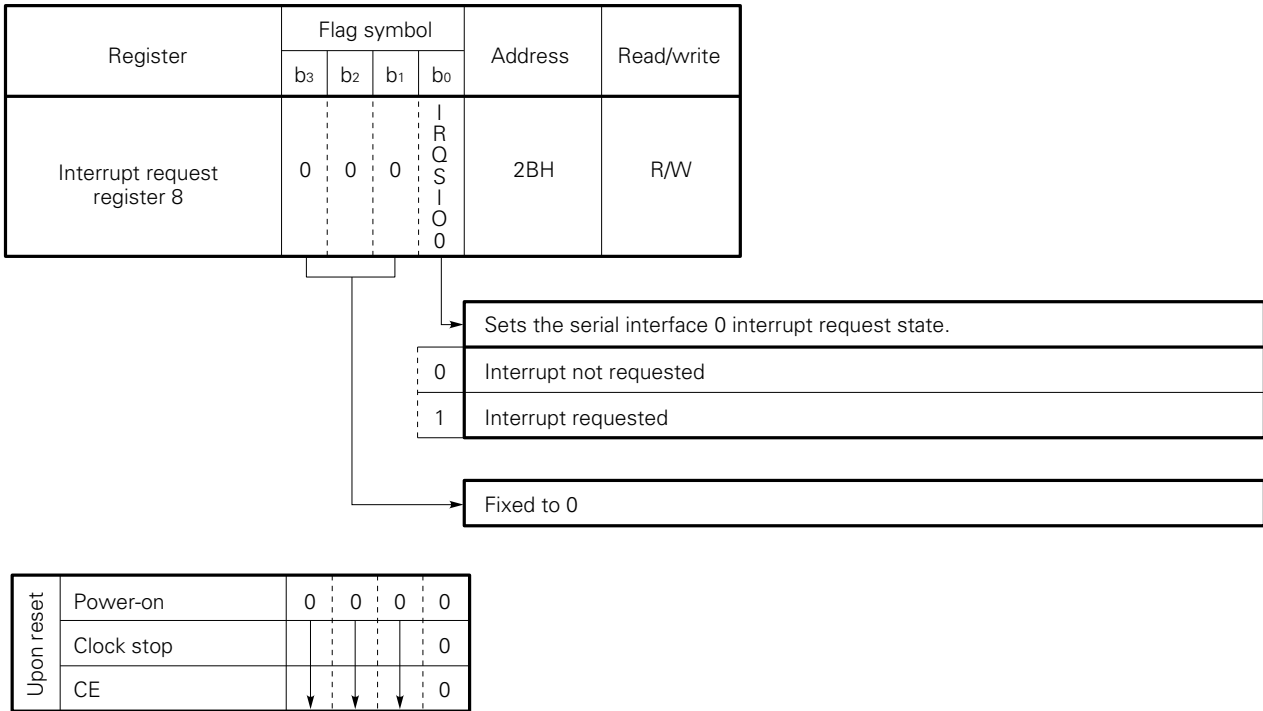 Register
Flag symbol
Address
Read/write
b3 b2 b1 b0
Interrupt request
register 8
0 0 0
I
R
Q
S
I
O
0
2BH
R/W
Sets the serial interface 0 interrupt request state.
0 Interrupt not requested
1 Interrupt requested
Fixed to 0
Upon reset
Power-on 0 0 0 0
Clock stop 0
CE 0